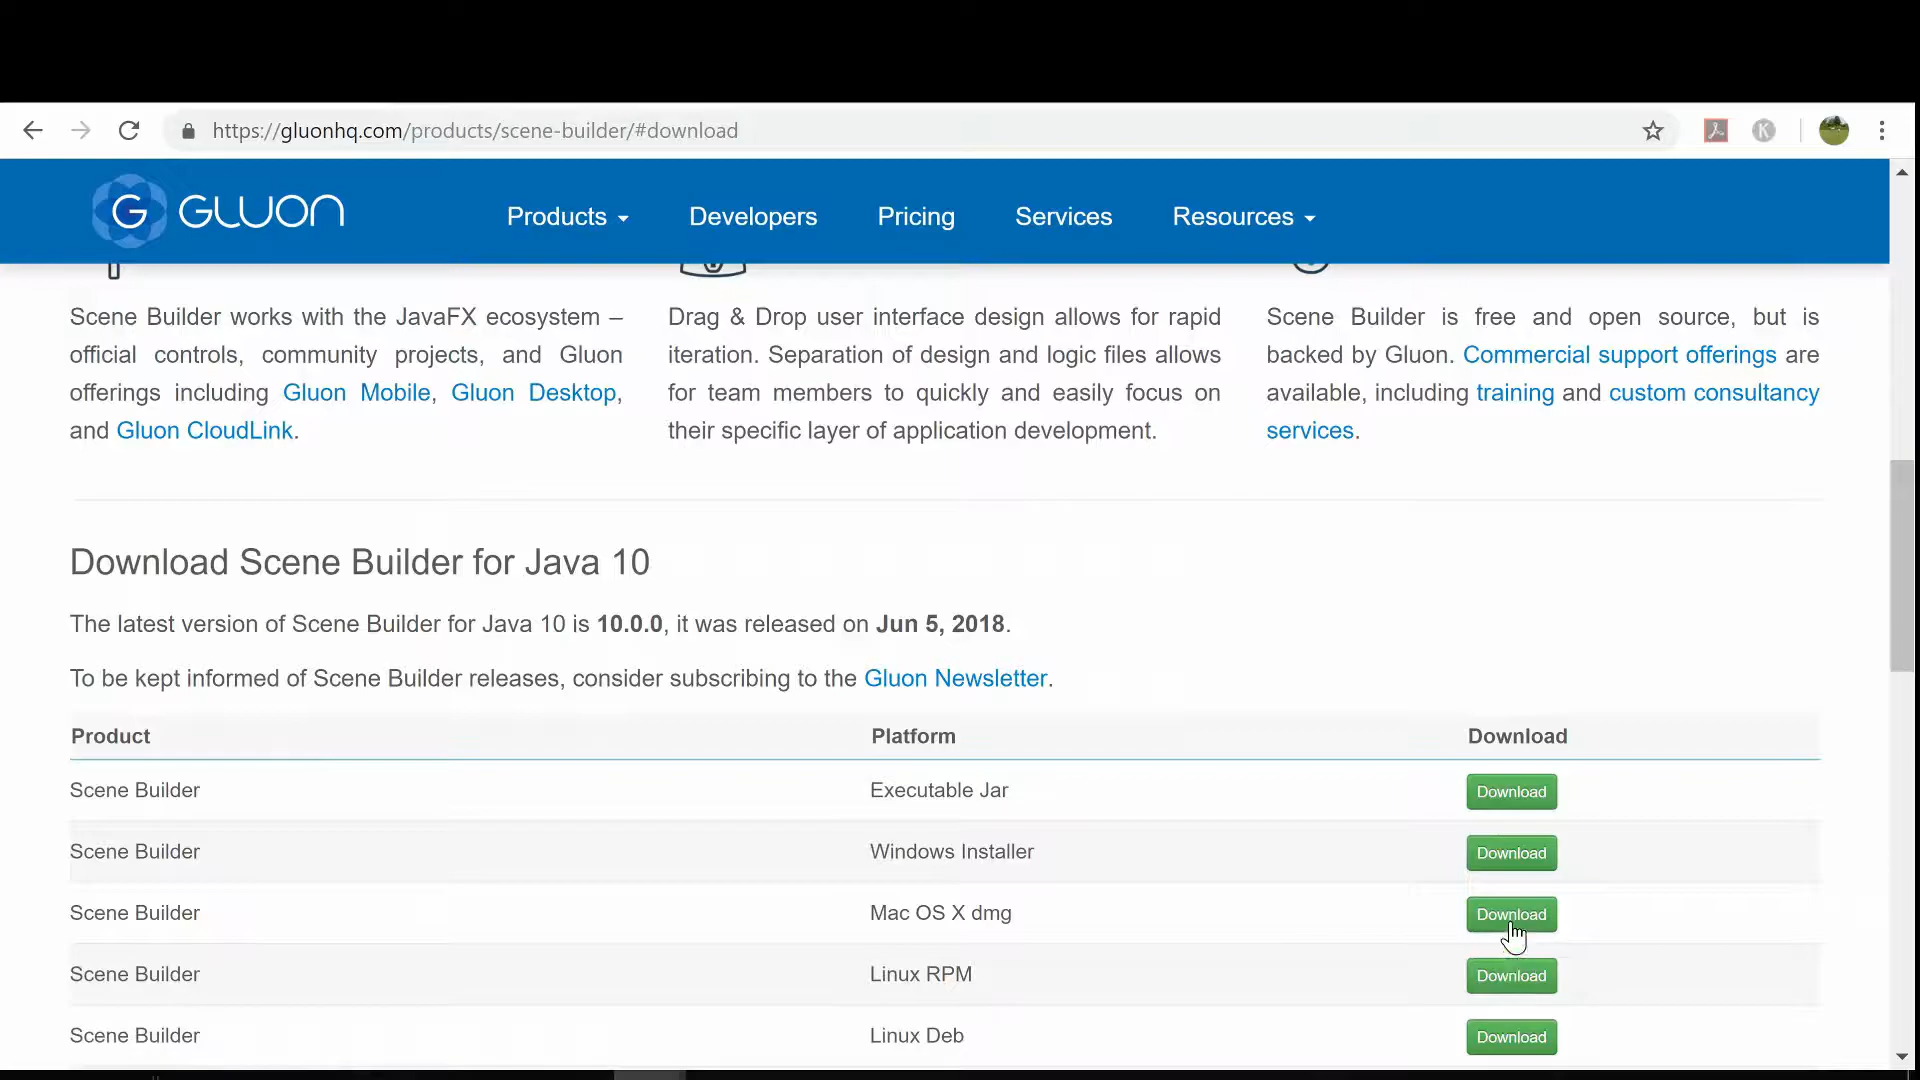 https://gluonhq.com/products/scene-builder/#download
K
G GLUON
Products
Developers
Pricing
Services
Resources
Scene Builder works with the JavaFX ecosystem –
official controls, community projects, and Gluon
offerings including Gluon Mobile, Gluon Desktop,
and Gluon CloudLink.
Drag & Drop user interface design allows for rapid
iteration. Separation of design and logic files allows
for team members to quickly and easily focus on
their specific layer of application development.
Scene Builder is free and open source, but is
backed by Gluon. Commercial support offerings are
available, including training and custom consultancy
services.
Download Scene Builder for Java 10
The latest version of Scene Builder for Java 10 is 10.0.0, it was released on Jun 5, 2018.
To be kept informed of Scene Builder releases, consider subscribing to the Gluon Newsletter.
Product Platform Download
Scene Builder Executable Jar Download
Scene Builder Windows Installer Download
Scene Builder Mac OS X dmg Download
Scene Builder Linux RPM Download
Scene Builder Linux Deb Download